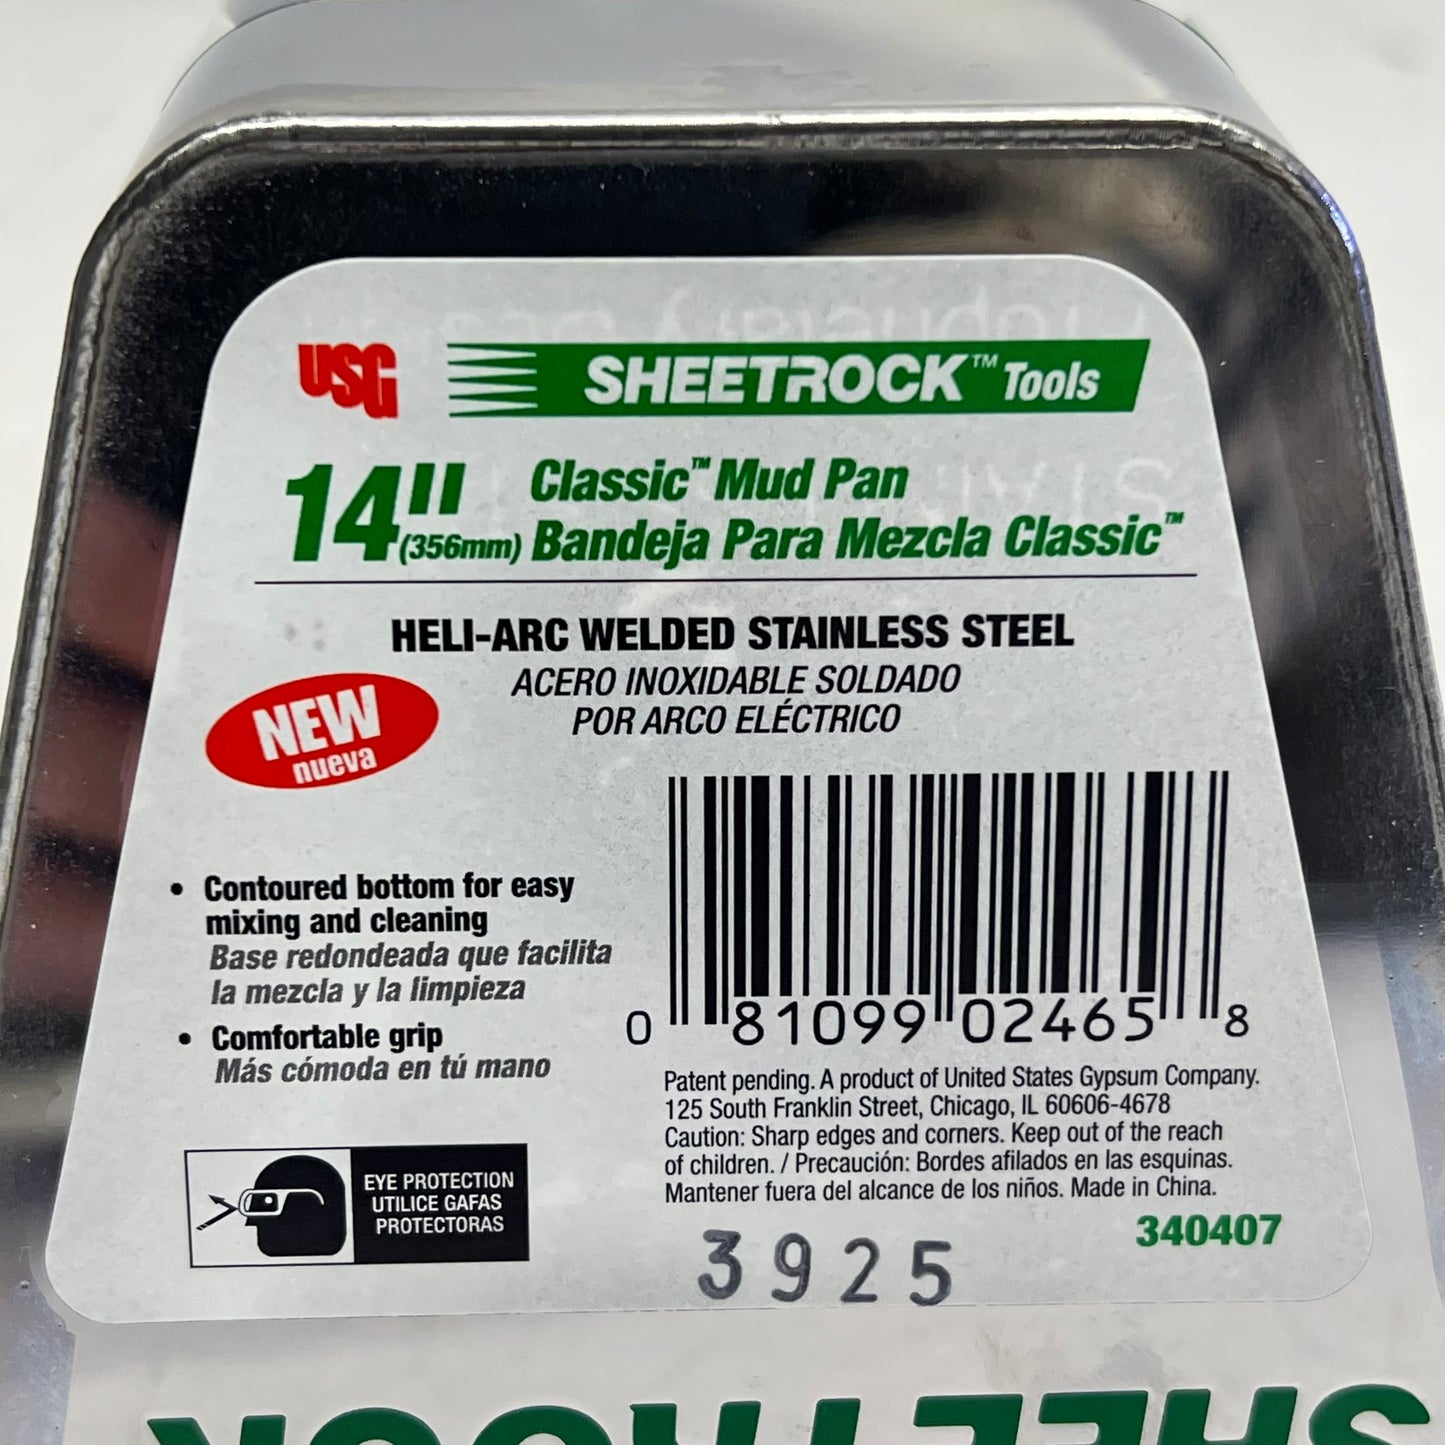 USG SHEETROCK™ Tools
14" (356mm) Classic™ Mud Pan
Bandeja Para Mezcla Classic™
HELI-ARC WELDED STAINLESS STEEL
ACERO INOXIDABLE SOLDADO
POR ARCO ELÉCTRICO
NEW
nueva
• Contoured bottom for easy
mixing and cleaning
Base redondeada que facilita
la mezcla y la limpieza
• Comfortable grip
Más cómoda en tú mano
0 81099 02465 8
Patent pending. A product of United States Gypsum Company.
125 South Franklin Street, Chicago, IL 60606-4678
Caution: Sharp edges and corners. Keep out of the reach
of children. / Precaución: Bordes afilados en las esquinas.
Mantener fuera del alcance de los niños. Made in China.
340407
EYE PROTECTION
UTILICE GAFAS
PROTECTORAS
3925
SHEETROCK